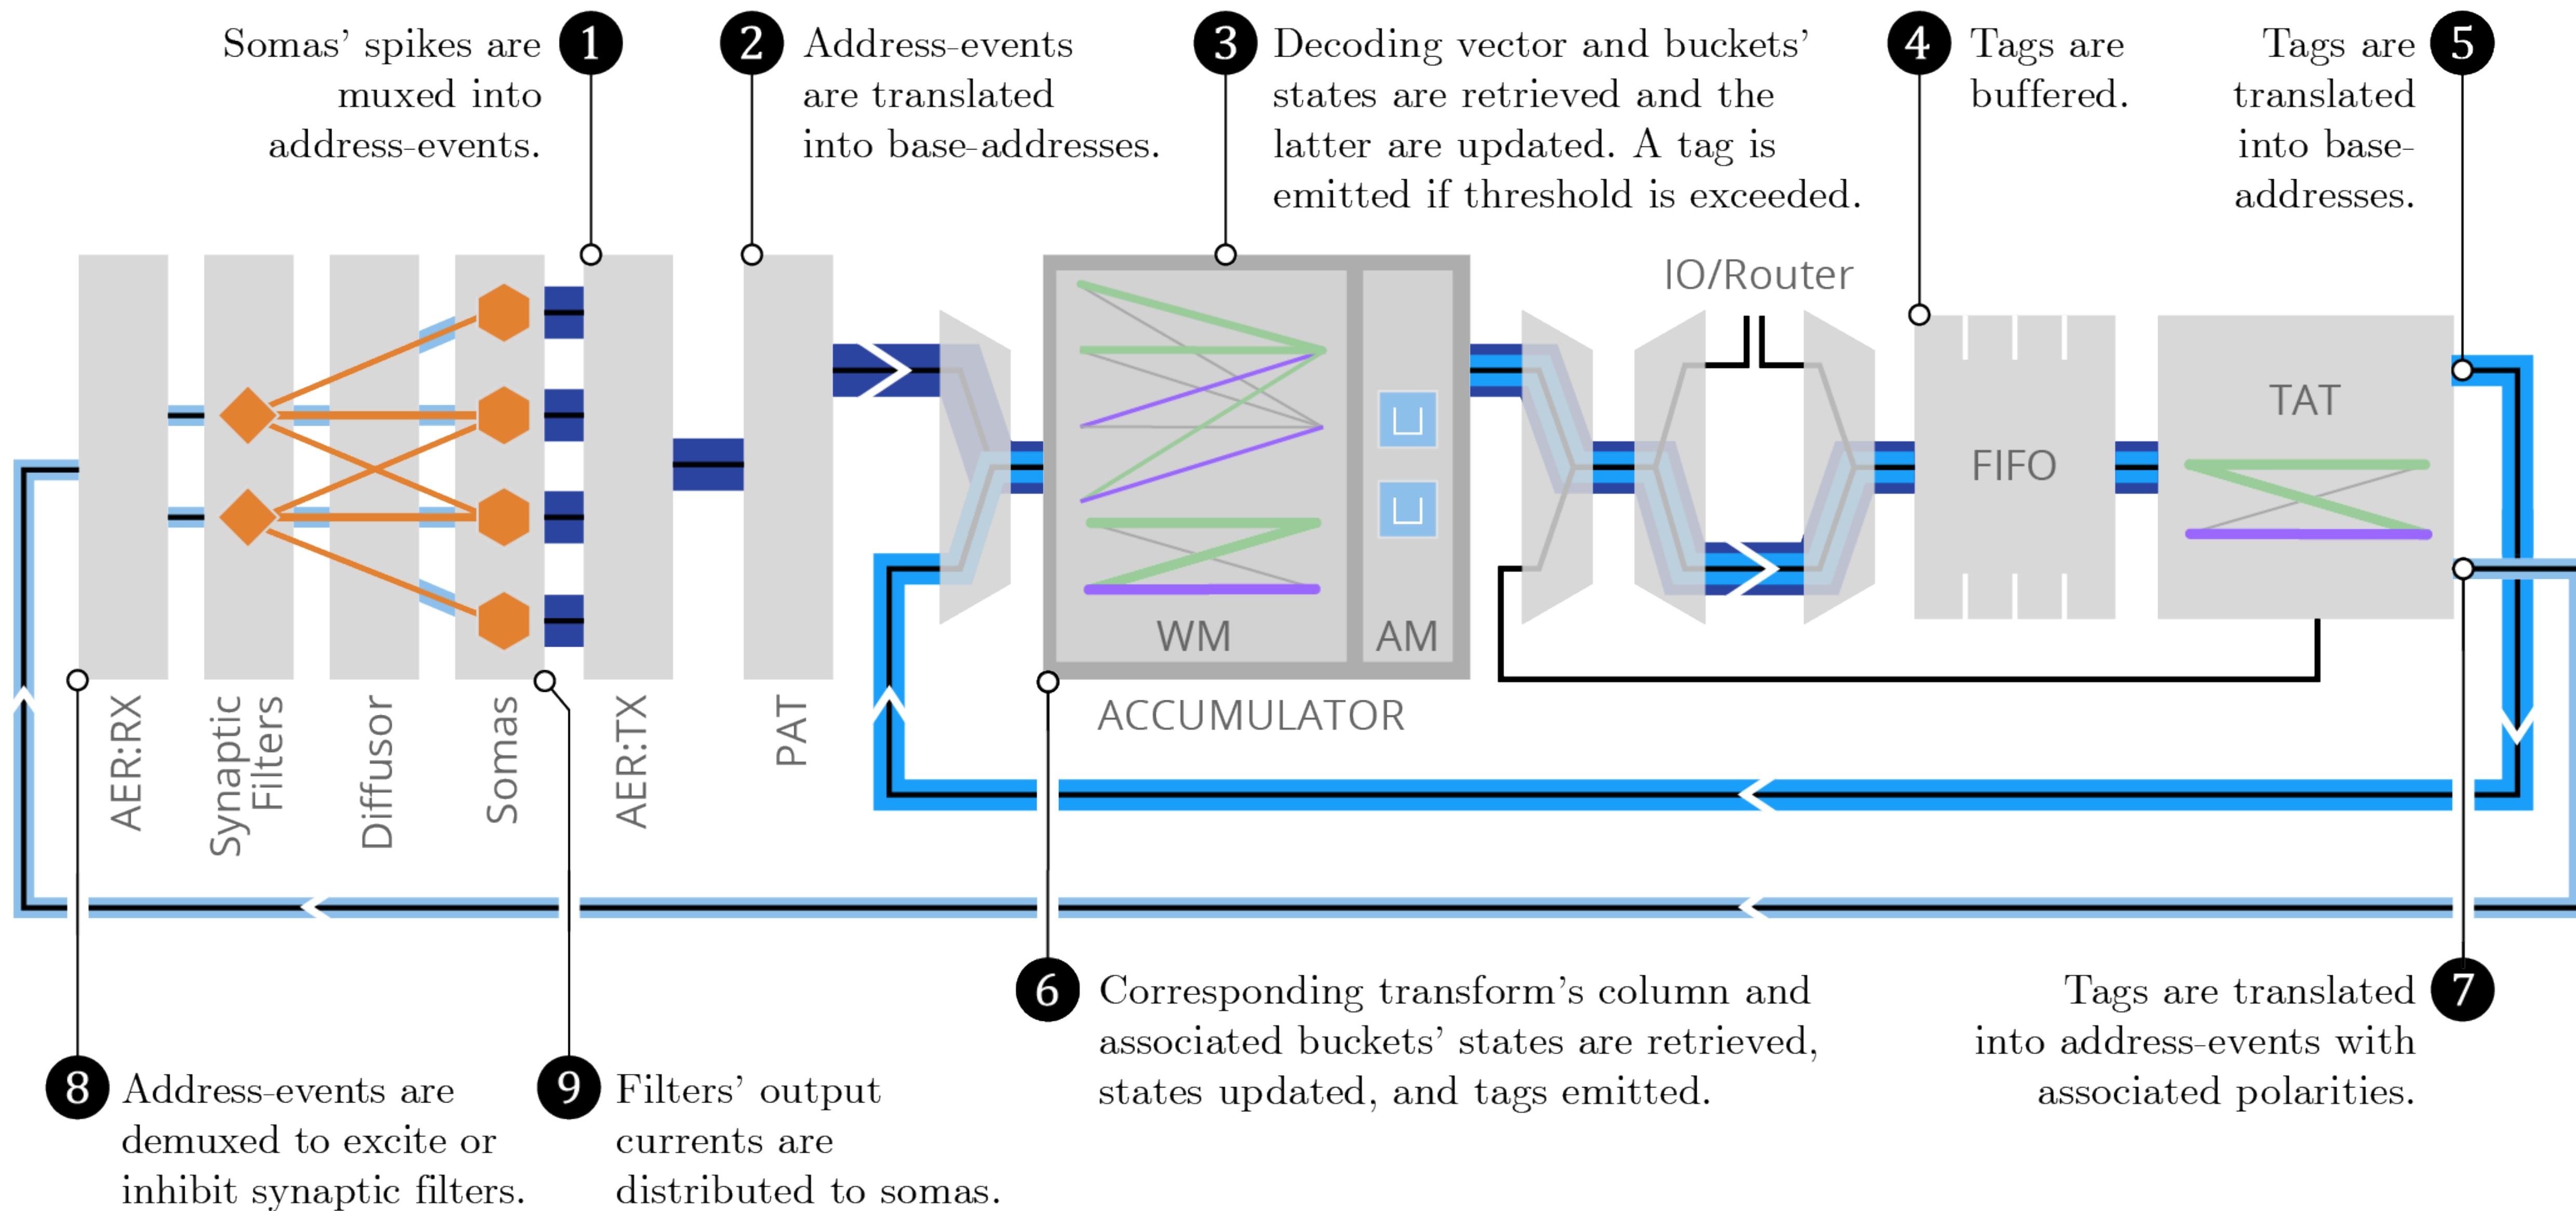 1
Somas’ spikes are
muxed into
address-events.
2
Address-events
are translated
into base-addresses.
3
Decoding vector and buckets’
states are retrieved and the
latter are updated. A tag is
emitted if threshold is exceeded.
4
Tags are
buffered.
5
Tags are
translated
into base-
addresses.
IO/Router
TAT
FIFO
WM
AM
ACCUMULATOR
AER:RX
Synaptic
Filters
Diffusor
Somas
AER:TX
PAT
6
Corresponding transform’s column and
associated buckets’ states are retrieved,
states updated, and tags emitted.
7
Tags are translated
into address-events with
associated polarities.
8
Address-events are
demuxed to excite or
inhibit synaptic filters.
9
Filters’ output
currents are
distributed to somas.